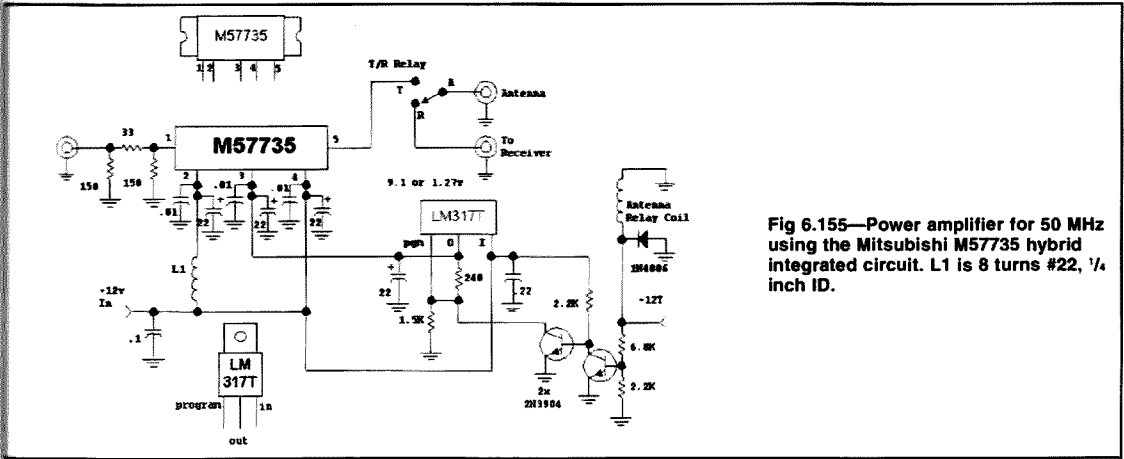 M57735
1 2 3 4 5
T/R Relay
T
A
R
Antenna
To
Receiver
33
1
M57735
5
150
150
2
3
4
.01
.01
.01
+
22
+
22
+
22
9.1 or 1.27v
LM317T
pgm
O
I
+
22
240
.22
1.5K
2.2K
Antenna
Relay Coil
1N4006
-12T
6.8K
2.2K
2x
2N3904
L1
+12v
In
.1
LM
317T
program
in
out
Fig 6.155—Power amplifier for 50 MHz
using the Mitsubishi M57735 hybrid
integrated circuit. L1 is 8 turns #22, 1/4
inch ID.